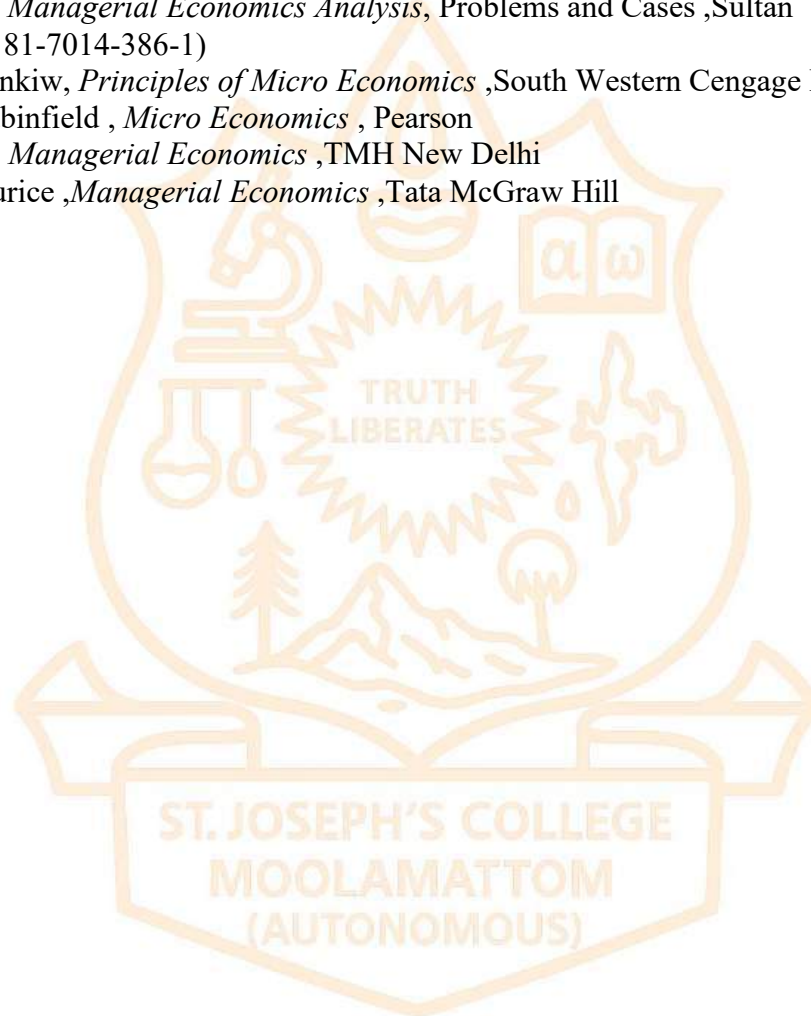 Managerial Economics Analysis, Problems and Cases ,Sultan
81-7014-386-1)
nkiw, Principles of Micro Economics ,South Western Cengage
binfield , Micro Economics , Pearson
Managerial Economics ,TMH New Delhi
urice ,Managerial Economics ,Tata McGraw Hill
α ω
TRUTH
LIBERATES
ST. JOSEPH'S COLLEGE
MOOLAMATTOM
(AUTONOMOUS)